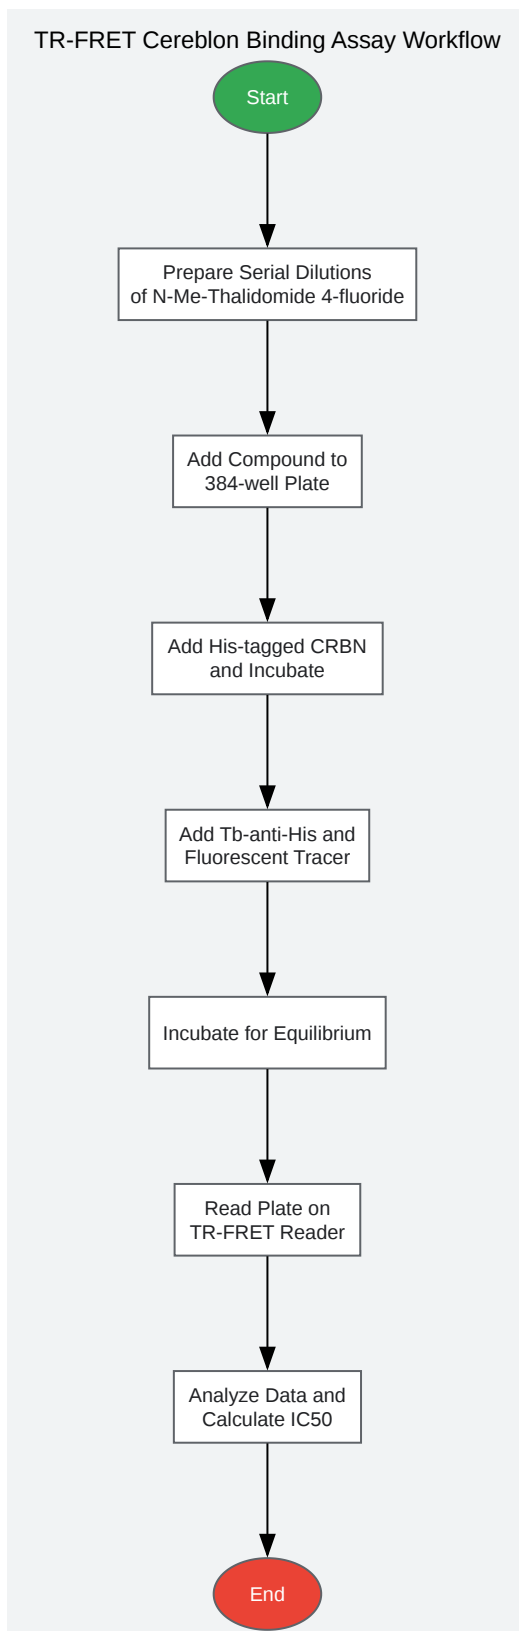 TR-FRET Cereblon Binding Assay Workflow
Start
Prepare Serial Dilutions
of N-Me-Thalidomide 4-fluoride
Add Compound to
384-well Plate
Add His-tagged CRBN
and Incubate
Add Tb-anti-His and
Fluorescent Tracer
Incubate for Equilibrium
Read Plate on
TR-FRET Reader
Analyze Data and
Calculate IC50
End